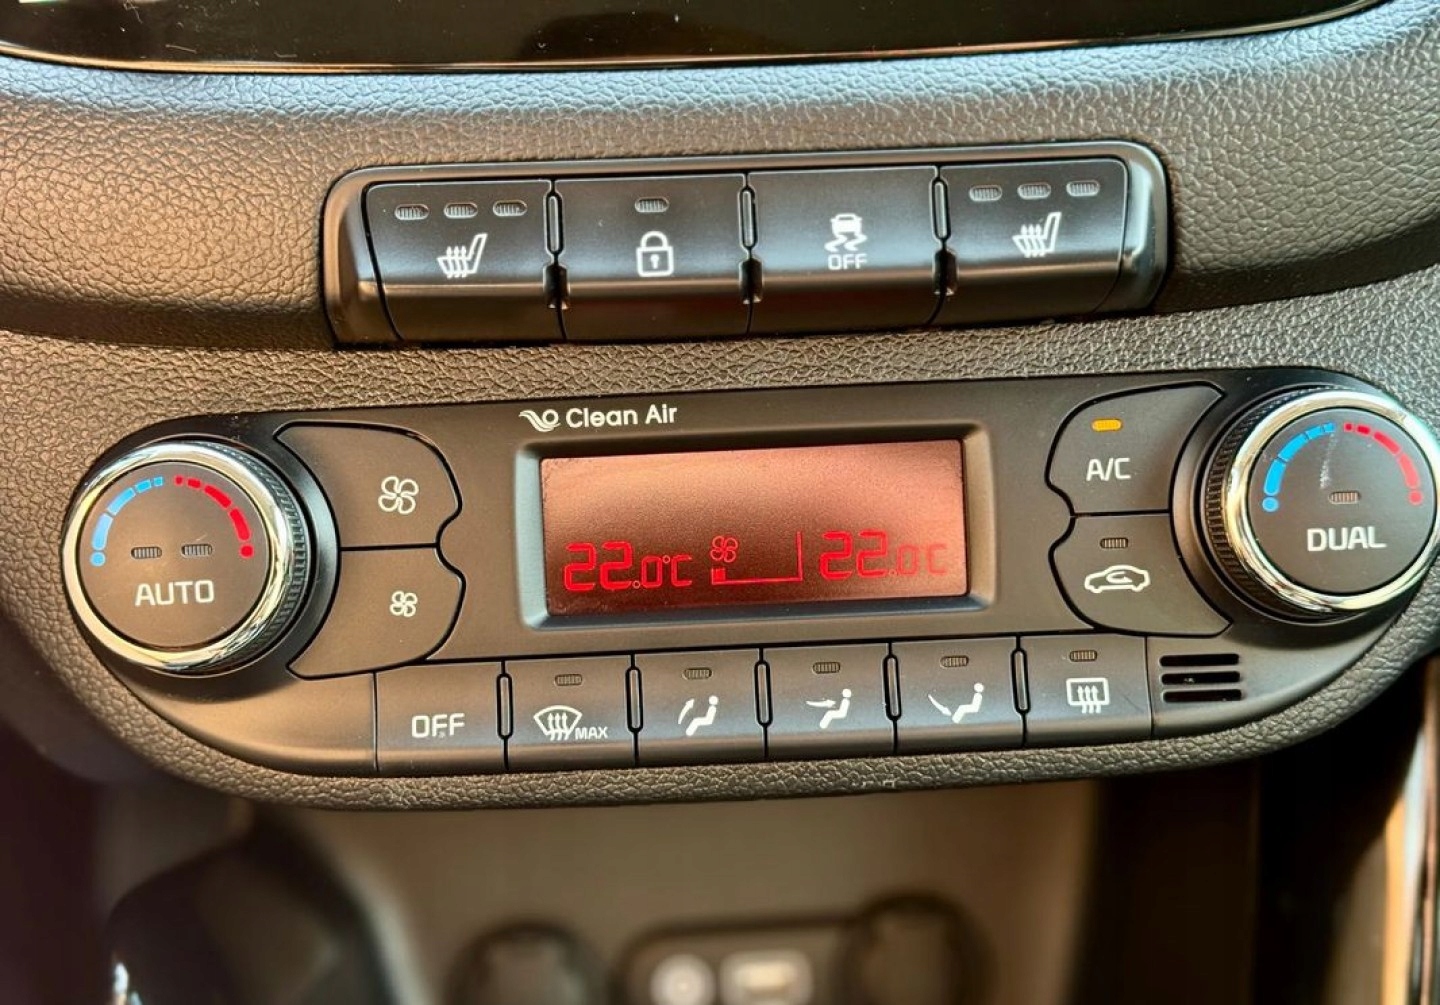 OFF
Clean Air
A/C
DUAL
AUTO
22.0°C 22.0°C
OFF
MAX